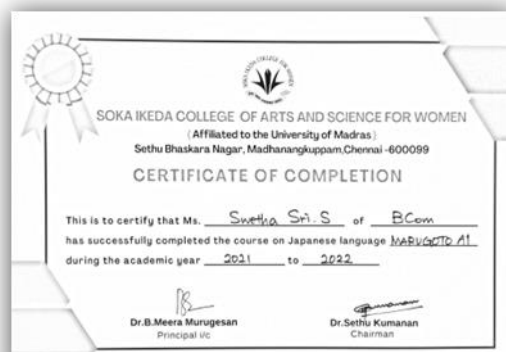 SOKA IKEDA COLLEGE OF ARTS AND SCIENCE FOR WOMEN
(Affiliated to the University of Madras)
Sethu Bhaskara Nagar, Madhanangkuppam,Chennai -600099
CERTIFICATE OF COMPLETION
This is to certify that Ms. Swetha Sri. S of BCom
has successfully completed the course on Japanese language MARUGOTO A1
during the academic year 2021 to 2022
Dr.B.Meera Murugesan
Principal i/c
Dr.Sethu Kumanan
Chairman